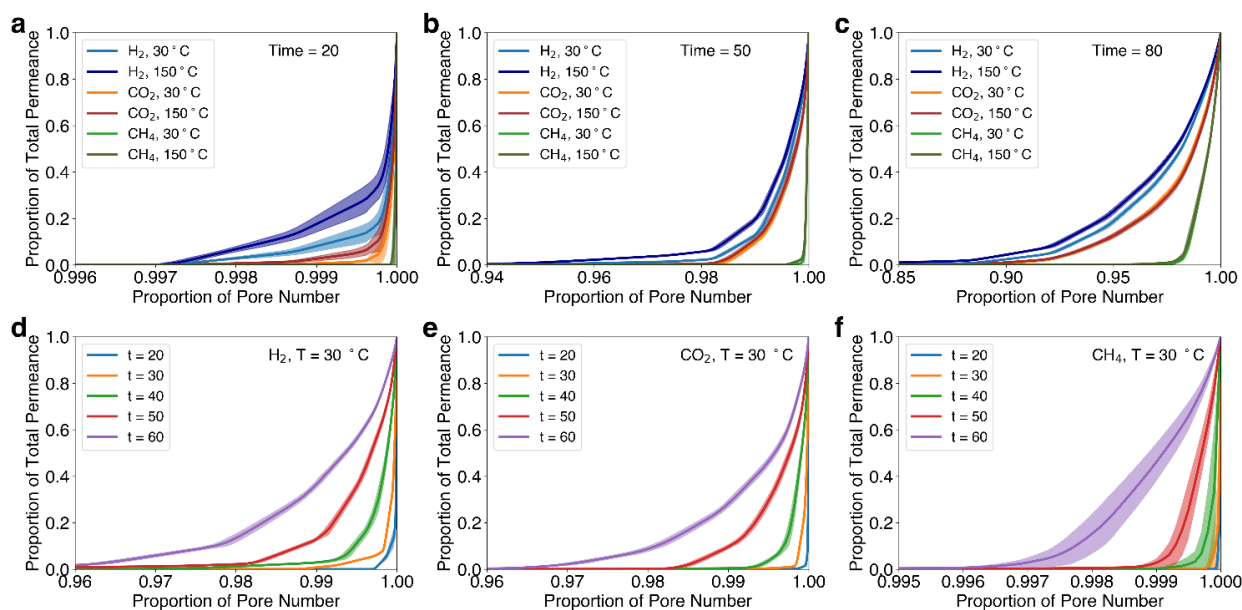 a
H₂, 30°C
H₂, 150°C
CO₂, 30°C
CO₂, 150°C
CH₄, 30°C
CH₄, 150°C
Time = 20
Proportion of Total Permeance
1.0
0.8
0.6
0.4
0.2
0.0
0.996
0.997
0.998
0.999
1.000
Proportion of Pore Number
b
H₂, 30°C
H₂, 150°C
CO₂, 30°C
CO₂, 150°C
CH₄, 30°C
CH₄, 150°C
Time = 50
Proportion of Total Permeance
1.0
0.8
0.6
0.4
0.2
0.0
0.94
0.96
0.98
1.00
Proportion of Pore Number
c
H₂, 30°C
H₂, 150°C
CO₂, 30°C
CO₂, 150°C
CH₄, 30°C
CH₄, 150°C
Time = 80
Proportion of Total Permeance
1.0
0.8
0.6
0.4
0.2
0.0
0.85
0.90
0.95
1.00
Proportion of Pore Number
d
t = 20
t = 30
t = 40
t = 50
t = 60
H₂, T = 30 °C
Proportion of Total Permeance
1.0
0.8
0.6
0.4
0.2
0.0
0.96
0.97
0.98
0.99
1.00
Proportion of Pore Number
e
t = 20
t = 30
t = 40
t = 50
t = 60
CO₂, T = 30 °C
Proportion of Total Permeance
1.0
0.8
0.6
0.4
0.2
0.0
0.96
0.97
0.98
0.99
1.00
Proportion of Pore Number
f
t = 20
t = 30
t = 40
t = 50
t = 60
CH₄, T = 30 °C
Proportion of Total Permeance
1.0
0.8
0.6
0.4
0.2
0.0
0.995
0.996
0.997
0.998
0.999
1.000
Proportion of Pore Number